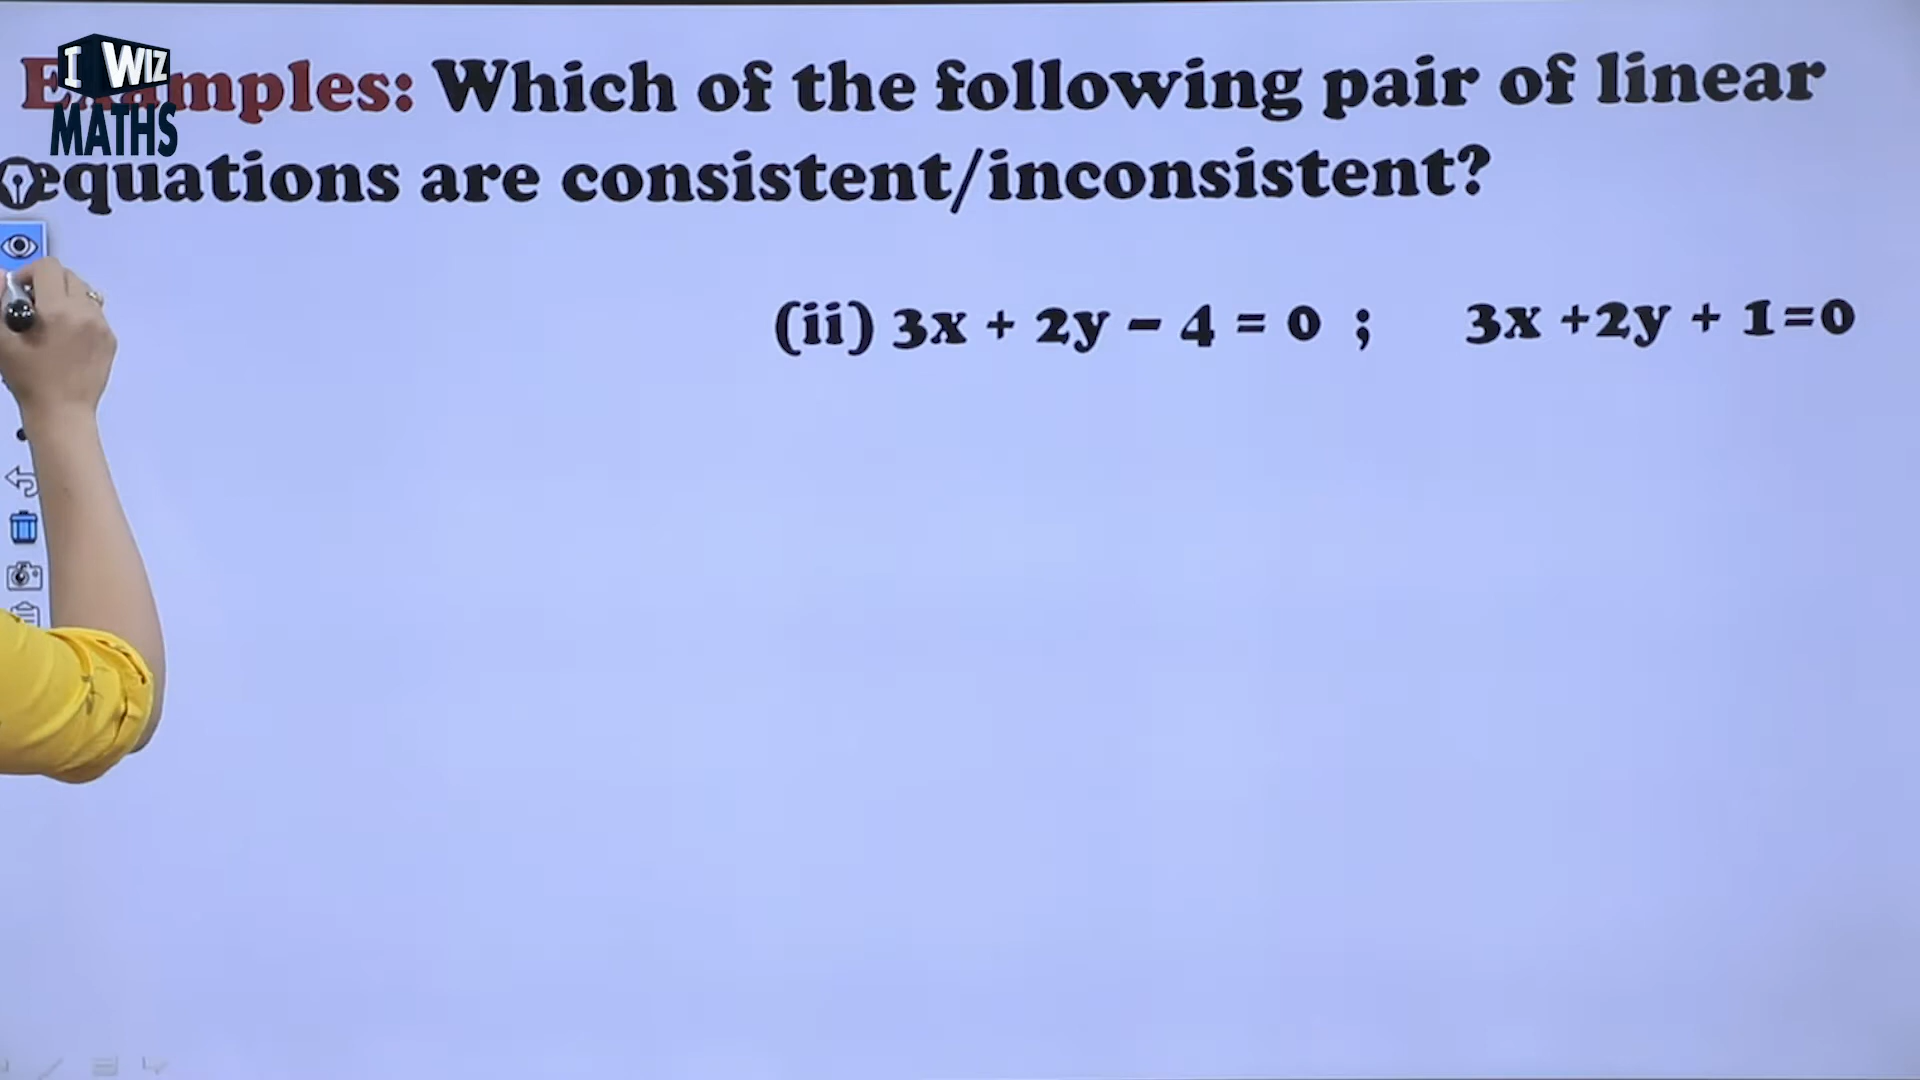 I WIZ
MATHS
Examples: Which of the following pair of linear
equations are consistent/inconsistent?
(ii) 3x + 2y – 4 = 0 ; 3x +2y + 1=0